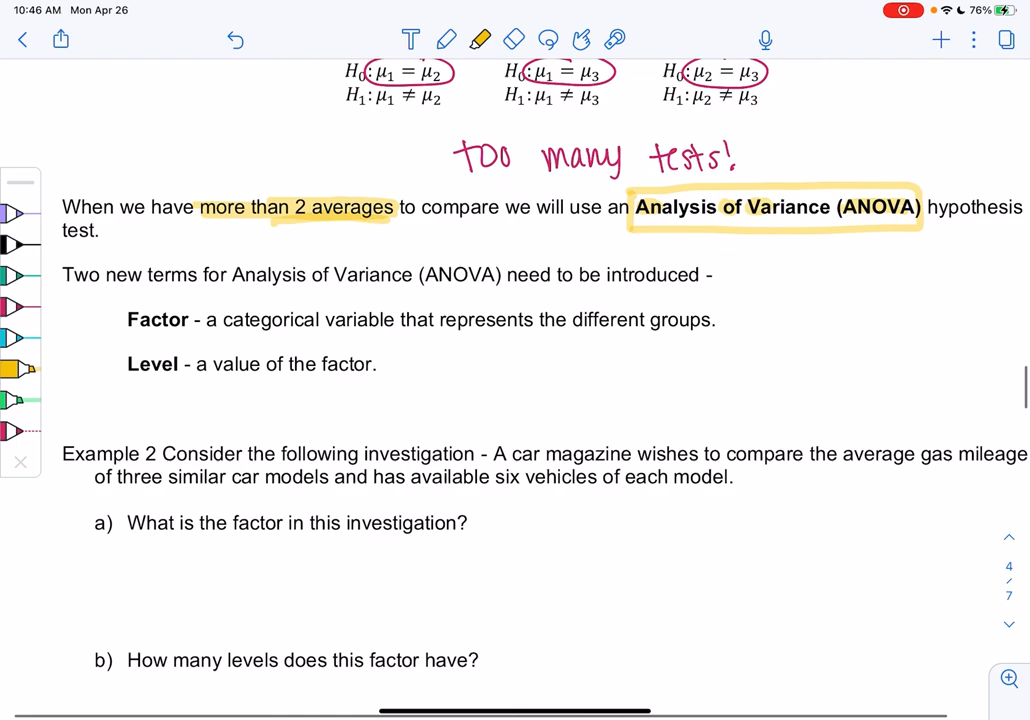 10:46 AM Mon Apr 26 76%
H₀: μ₁ = μ₂ H₀: μ₁ = μ₃ H₀: μ₂ = μ₃
H₁: μ₁ ≠ μ₂ H₁: μ₁ ≠ μ₃ H₁: μ₂ ≠ μ₃
too many tests!
When we have more than 2 averages to compare we will use an Analysis of Variance (ANOVA) hypothesis
test.
Two new terms for Analysis of Variance (ANOVA) need to be introduced -
Factor - a categorical variable that represents the different groups.
Level - a value of the factor.
Example 2 Consider the following investigation - A car magazine wishes to compare the average gas mileage
of three similar car models and has available six vehicles of each model.
a) What is the factor in this investigation?
4
/
7
b) How many levels does this factor have?